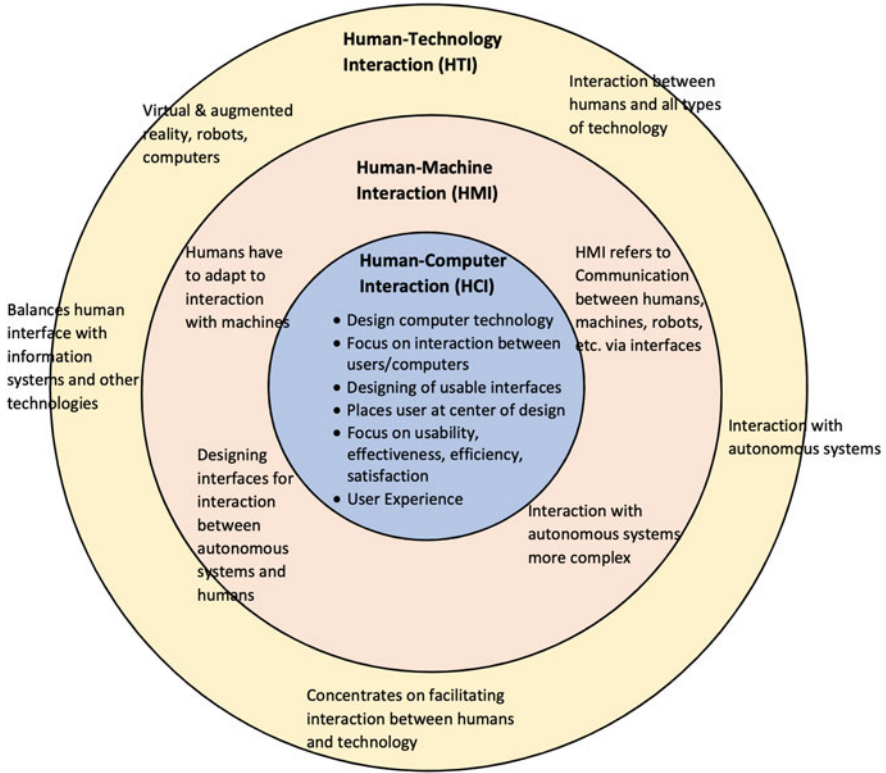 Human-Technology
Interaction (HTI)
Interaction between
humans and all types
of technology
Virtual & augmented
reality, robots,
computers
Human-Machine
Interaction (HMI)
Humans have
to adapt to
interaction
with machines
HMI refers to
Communication
between humans,
machines, robots,
etc. via interfaces
Human-Computer
Interaction (HCI)
• Design computer technology
• Focus on interaction between
users/computers
• Designing of usable interfaces
• Places user at center of design
• Focus on usability,
effectiveness, efficiency,
satisfaction
• User Experience
Balances human
interface with
information
systems and other
technologies
Interaction with
autonomous systems
Designing
interfaces for
interaction
between
autonomous
systems and
humans
Interaction with
autonomous systems
more complex
Concentrates on facilitating
interaction between humans
and technology